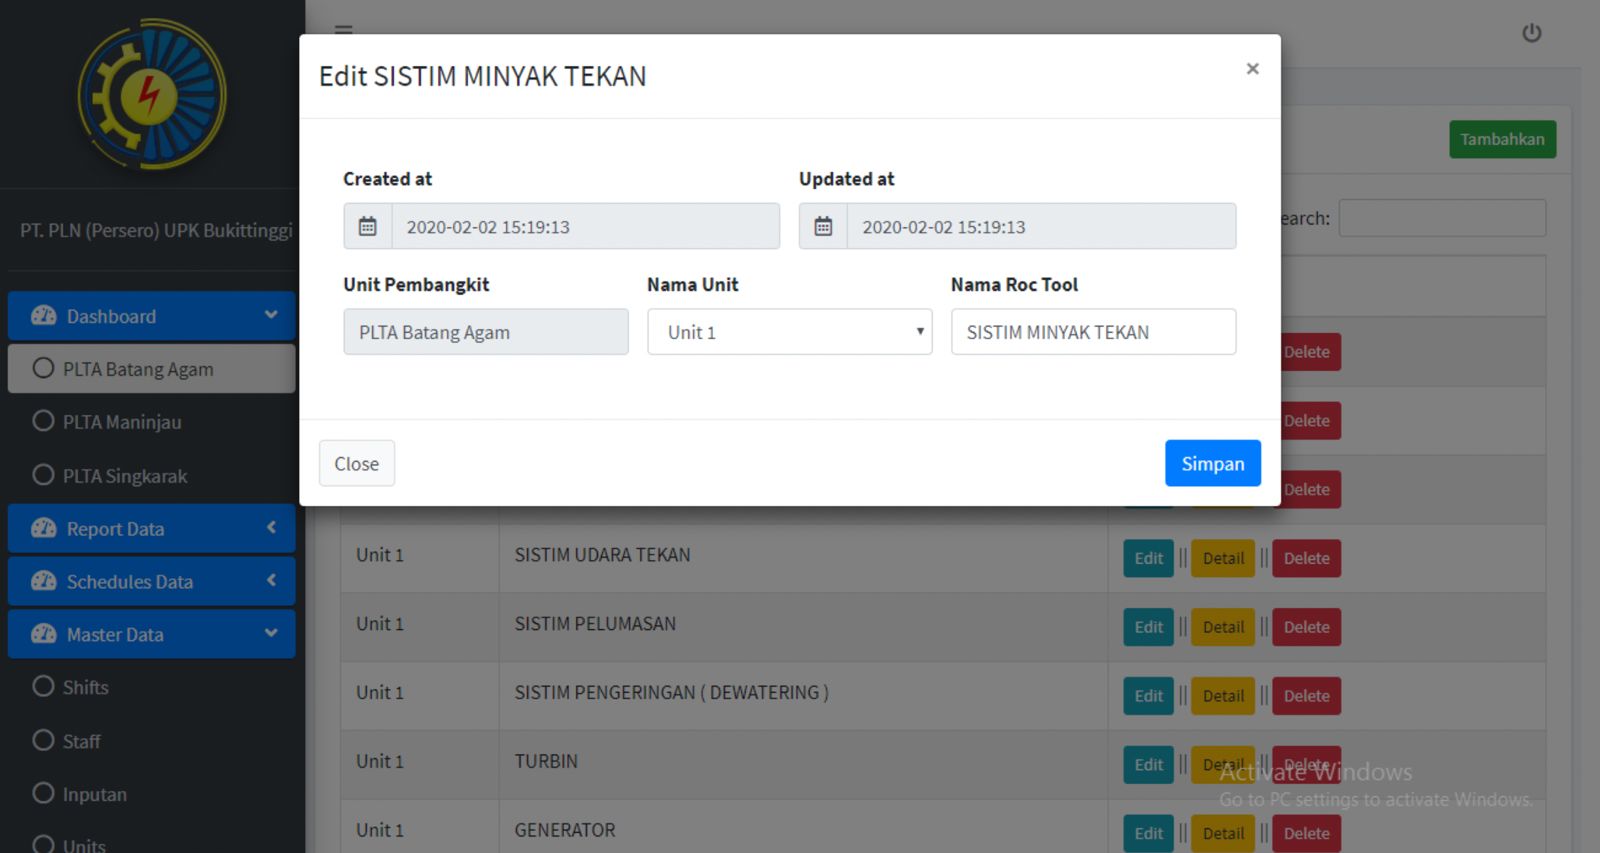 Edit SISTIM MINYAK TEKAN
×
Tambahkan
Created at
Updated at
2020-02-02 15:19:13
2020-02-02 15:19:13
earch:
PT. PLN (Persero) UPK Bukittinggi
Unit Pembangkit
Nama Unit
Nama Roc Tool
PLTA Batang Agam
Unit 1
SISTIM MINYAK TEKAN
Close
Simpan
Dashboard
PLTA Batang Agam
PLTA Maninjau
PLTA Singkarak
Report Data
Schedules Data
Master Data
Shifts
Staff
Inputan
Units
Delete
Delete
Delete
Unit 1 SISTIM UDARA TEKAN Edit || Detail || Delete
Unit 1 SISTIM PELUMASAN Edit || Detail || Delete
Unit 1 SISTIM PENGERINGAN ( DEWATERING ) Edit || Detail || Delete
Unit 1 TURBIN Edit || Detail || Delete
Unit 1 GENERATOR Edit || Detail || Delete
Activate Windows
Go to PC settings to activate Windows.